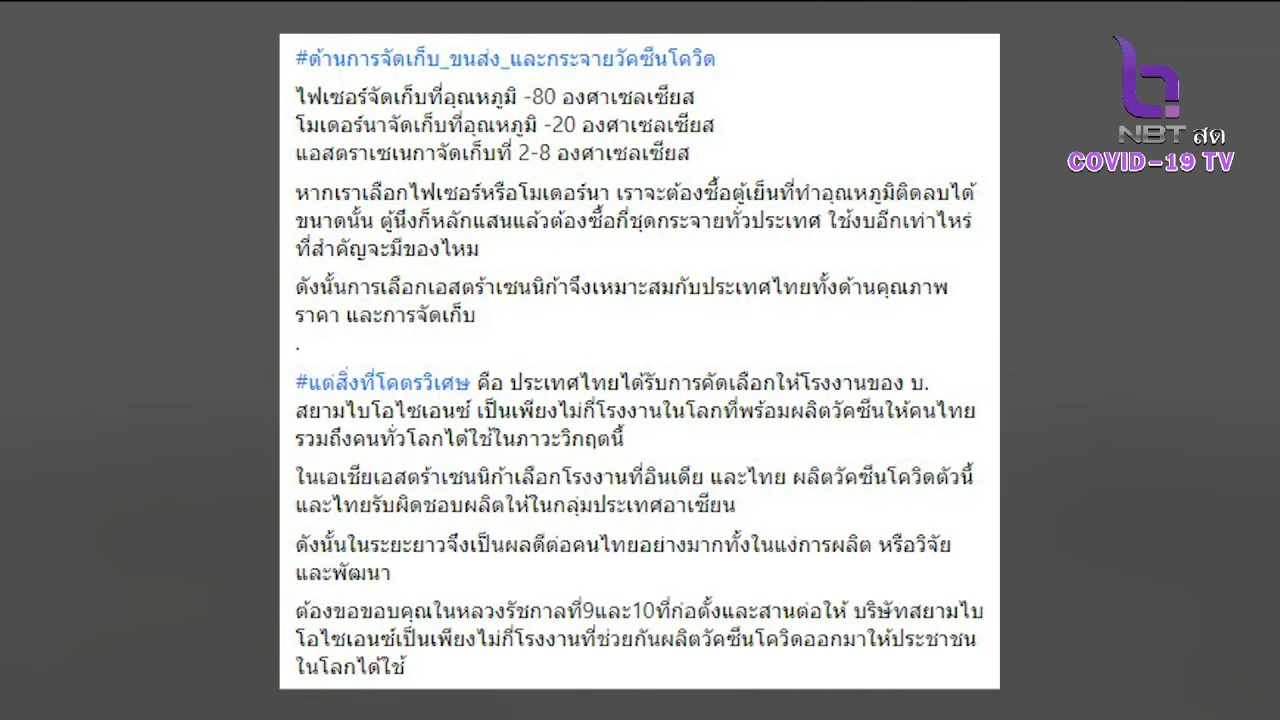 #ด้านการจัดเก็บ_ขนส่ง_และกระจายวัคซีนโควิด
ไฟเซอร์จัดเก็บที่อุณหภูมิ -80 องศาเซลเซียส
โมเดอร์นาจัดเก็บที่อุณหภูมิ -20 องศาเซลเซียส
แอสตราเซเนกาจัดเก็บที่ 2-8 องศาเซลเซียส
หากเราเลือกไฟเซอร์หรือโมเดอร์นา เราจะต้องซื้อตู้เย็นที่ทำอุณหภูมิติดลบได้
ขนาดนั้น ตู้นึงก็หลักแสนแล้วต้องซื้อกี่ชุดกระจายทั่วประเทศ ใช้งบอีกเท่าไหร่
ที่สำคัญจะมีของไหม
ดังนั้นการเลือกเอสตร้าเซนนิก้าจึงเหมาะสมกับประเทศไทยทั้งด้านคุณภาพ
ราคา และการจัดเก็บ
.
#แต่สิ่งที่โคตรวิเศษ คือ ประเทศไทยได้รับการคัดเลือกให้โรงงานของ บ.
สยามไบโอไซเอนซ์ เป็นเพียงไม่กี่โรงงานในโลกที่พร้อมผลิตวัคซีนให้คนไทย
รวมถึงคนทั่วโลกได้ใช้ในภาวะวิกฤตนี้
ในเอเชียเอสตร้าเซนนิก้าเลือกโรงงานที่อินเดีย และไทย ผลิตวัคซีนโควิดตัวนี้
และไทยรับผิดชอบผลิตให้ในกลุ่มประเทศอาเซียน
ดังนั้นในระยะยาวจึงเป็นผลดีต่อคนไทยอย่างมากทั้งในแง่การผลิต หรือวิจัย
และพัฒนา
ต้องขอขอบคุณในหลวงรัชกาลที่9และ10ที่ก่อตั้งและสานต่อให้ บริษัทสยามไบ
โอไซเอนซ์เป็นเพียงไม่กี่โรงงานที่ช่วยกันผลิตวัคซีนโควิดออกมาให้ประชาชน
ในโลกได้ใช้
NBT สด
COVID-19 TV